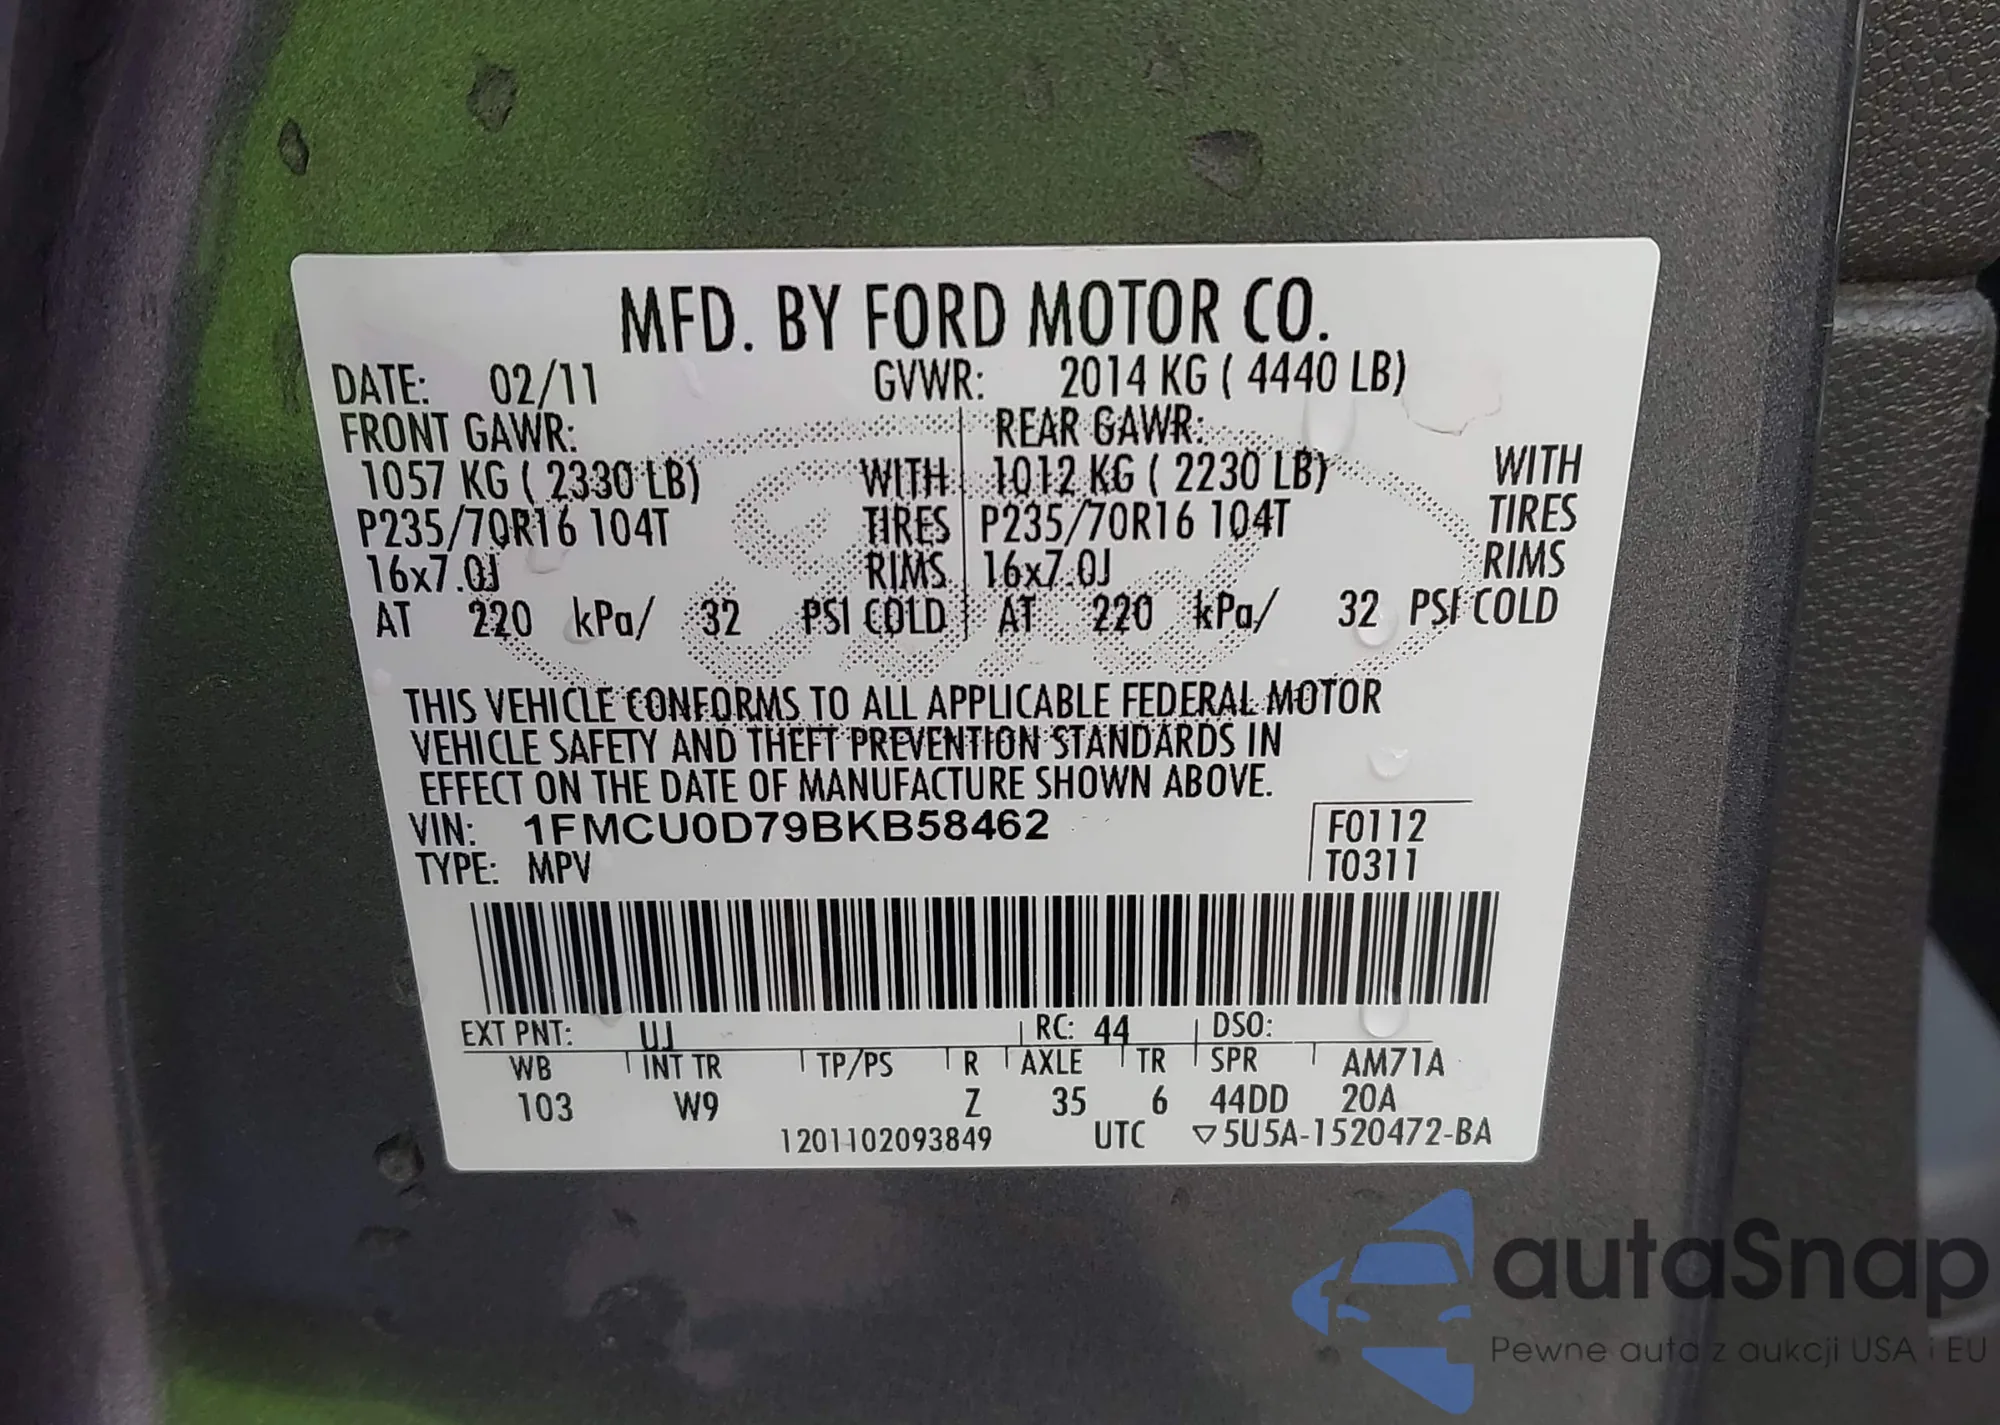 MFD. BY FORD MOTOR CO.
DATE: 02/11 GVWR: 2014 KG ( 4440 LB)
FRONT GAWR: REAR GAWR:
1057 KG ( 2330 LB) WITH 1012 KG ( 2230 LB) WITH
P235/70R16 104T TIRES P235/70R16 104T TIRES
16x7.0J RIMS 16x7.0J RIMS
AT 220 kPa/ 32 PSI COLD AT 220 kPa/ 32 PSI COLD
THIS VEHICLE CONFORMS TO ALL APPLICABLE FEDERAL MOTOR
VEHICLE SAFETY AND THEFT PREVENTION STANDARDS IN
EFFECT ON THE DATE OF MANUFACTURE SHOWN ABOVE.
VIN: 1FMCU0D79BKB58462 F0112
TYPE: MPV T0311
EXT PNT: UJ RC: 44 DSO:
WB INT TR TP/PS R AXLE TR SPR AM71A
103 W9 Z 35 6 44DD 20A
1201102093849 UTC ▽5U5A-1520472-BA
autaSnap
Pewne auta z aukcji USA i EU